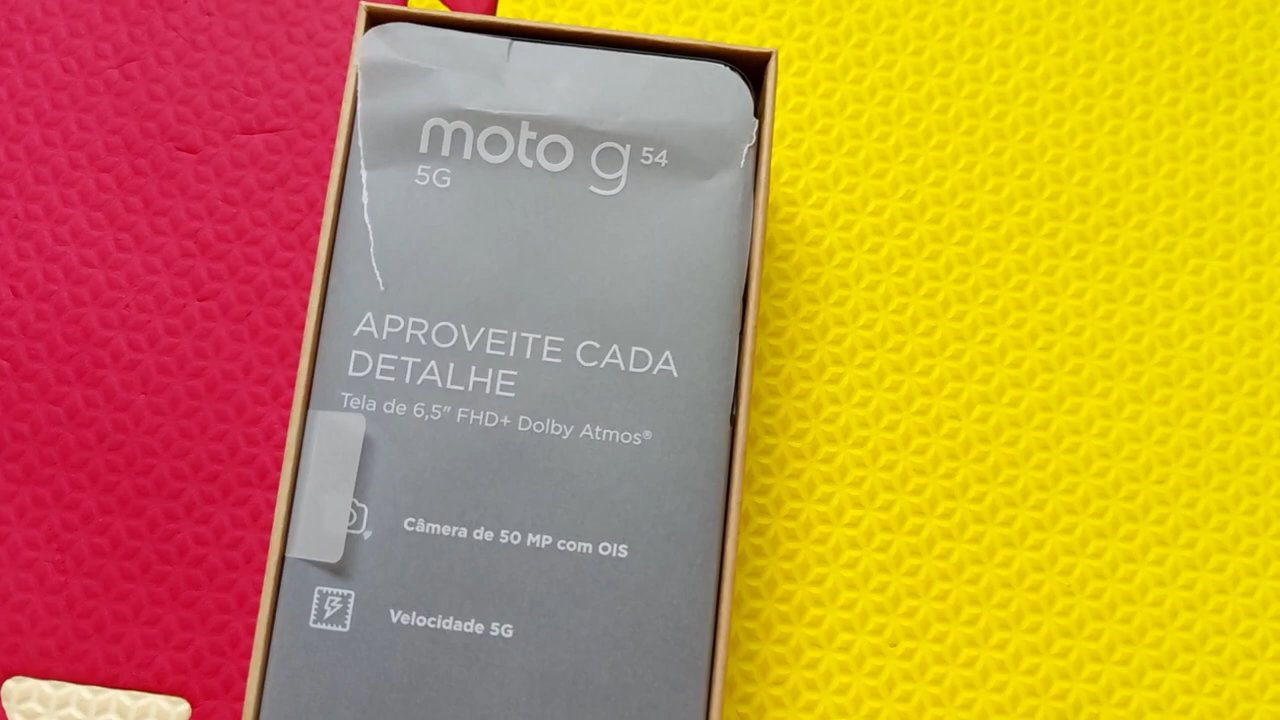 moto g 54
5G
APROVEITE CADA
DETALHE
Tela de 6,5" FHD+ Dolby Atmos®
Câmera de 50 MP com OIS
Velocidade 5G